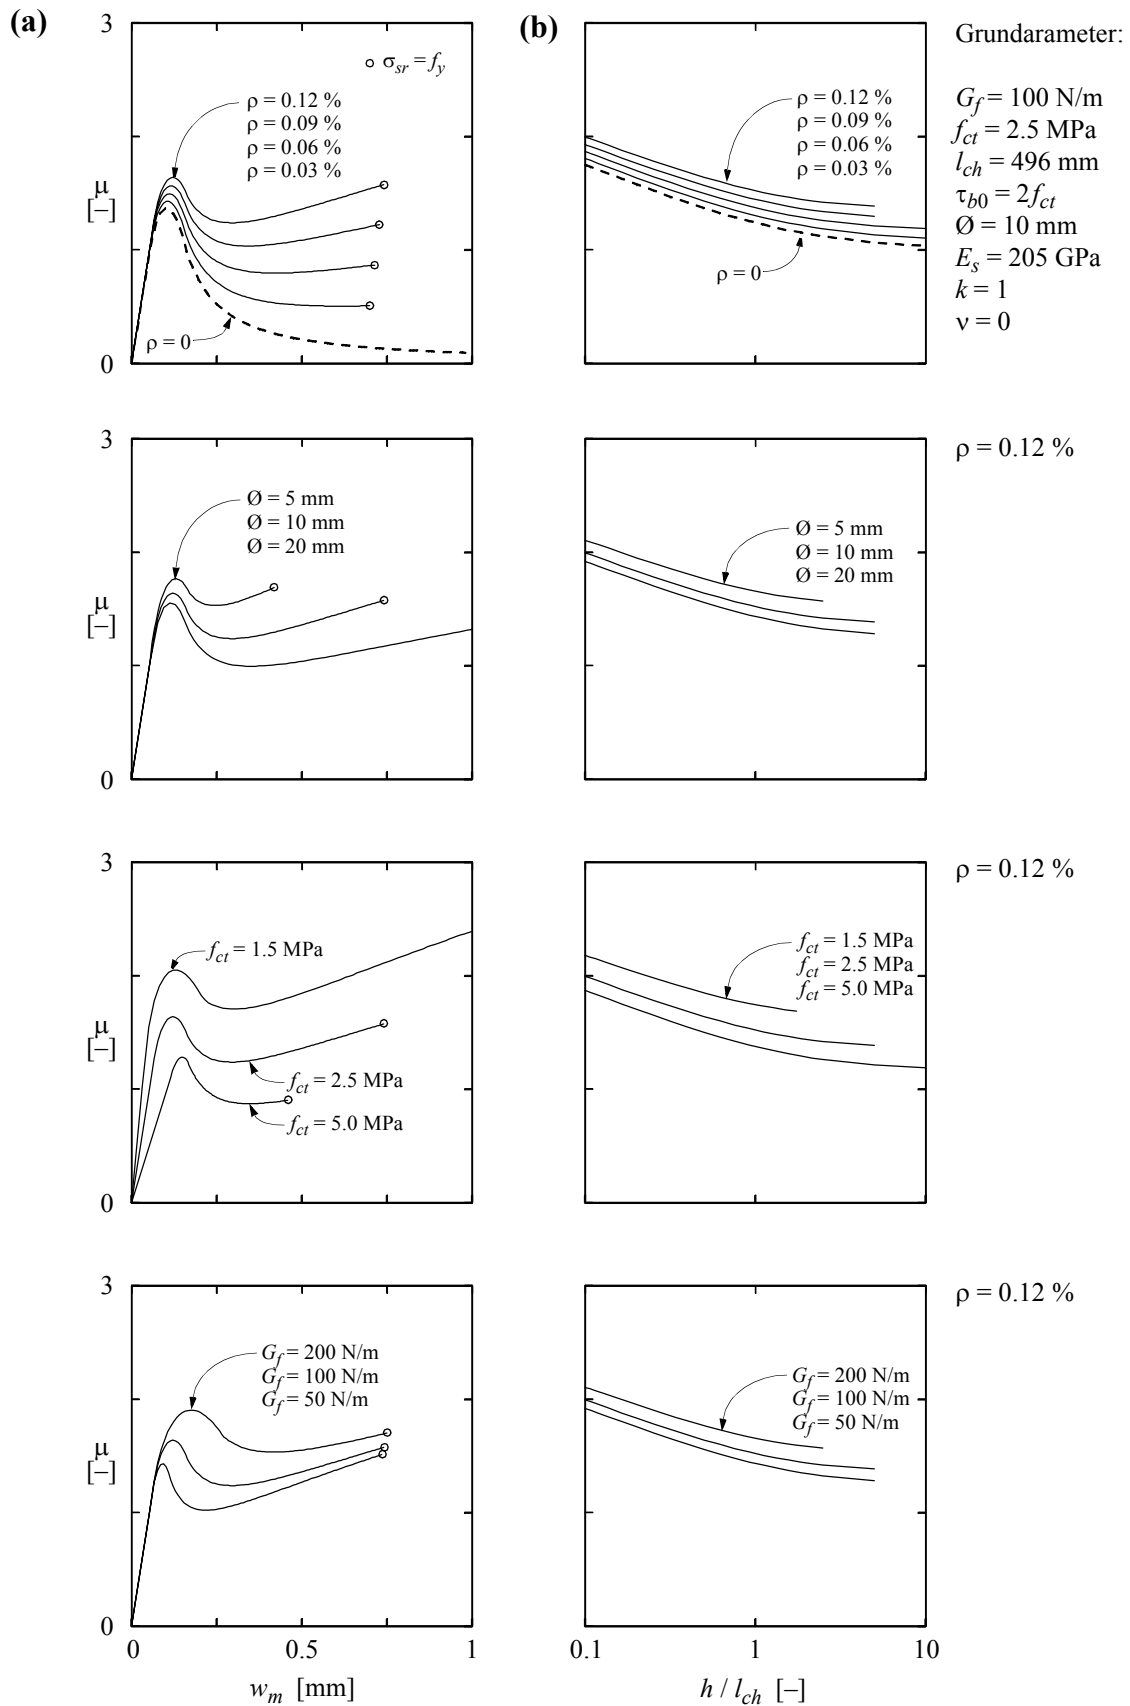 (a)
3
σsr = fy
ρ = 0.12 %
ρ = 0.09 %
ρ = 0.06 %
ρ = 0.03 %
μ
[–]
ρ = 0
0
(b)
ρ = 0.12 %
ρ = 0.09 %
ρ = 0.06 %
ρ = 0.03 %
ρ = 0
Grundarameter:
Gf = 100 N/m
fct = 2.5 MPa
lch = 496 mm
τb0 = 2fct
Ø = 10 mm
Es = 205 GPa
k = 1
ν = 0
3
Ø = 5 mm
Ø = 10 mm
Ø = 20 mm
μ
[–]
0
Ø = 5 mm
Ø = 10 mm
Ø = 20 mm
ρ = 0.12 %
3
fct = 1.5 MPa
μ
[–]
fct = 2.5 MPa
fct = 5.0 MPa
0
fct = 1.5 MPa
fct = 2.5 MPa
fct = 5.0 MPa
ρ = 0.12 %
3
Gf = 200 N/m
Gf = 100 N/m
Gf = 50 N/m
μ
[–]
0
0 0.5 1
wm [mm]
Gf = 200 N/m
Gf = 100 N/m
Gf = 50 N/m
ρ = 0.12 %
0.1 1 10
h / lch [–]